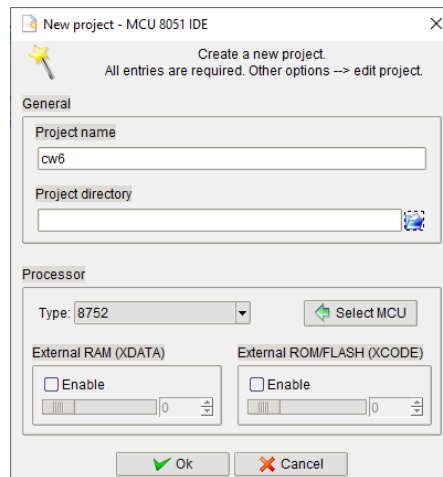 New project - MCU 8051 IDE
Create a new project.
All entries are required. Other options --> edit project.
General
Project name
cw6
Project directory
Processor
Type: 8752
Select MCU
External RAM (XDATA)
External ROM/FLASH (XCODE)
Enable
0
Enable
0
Ok
Cancel